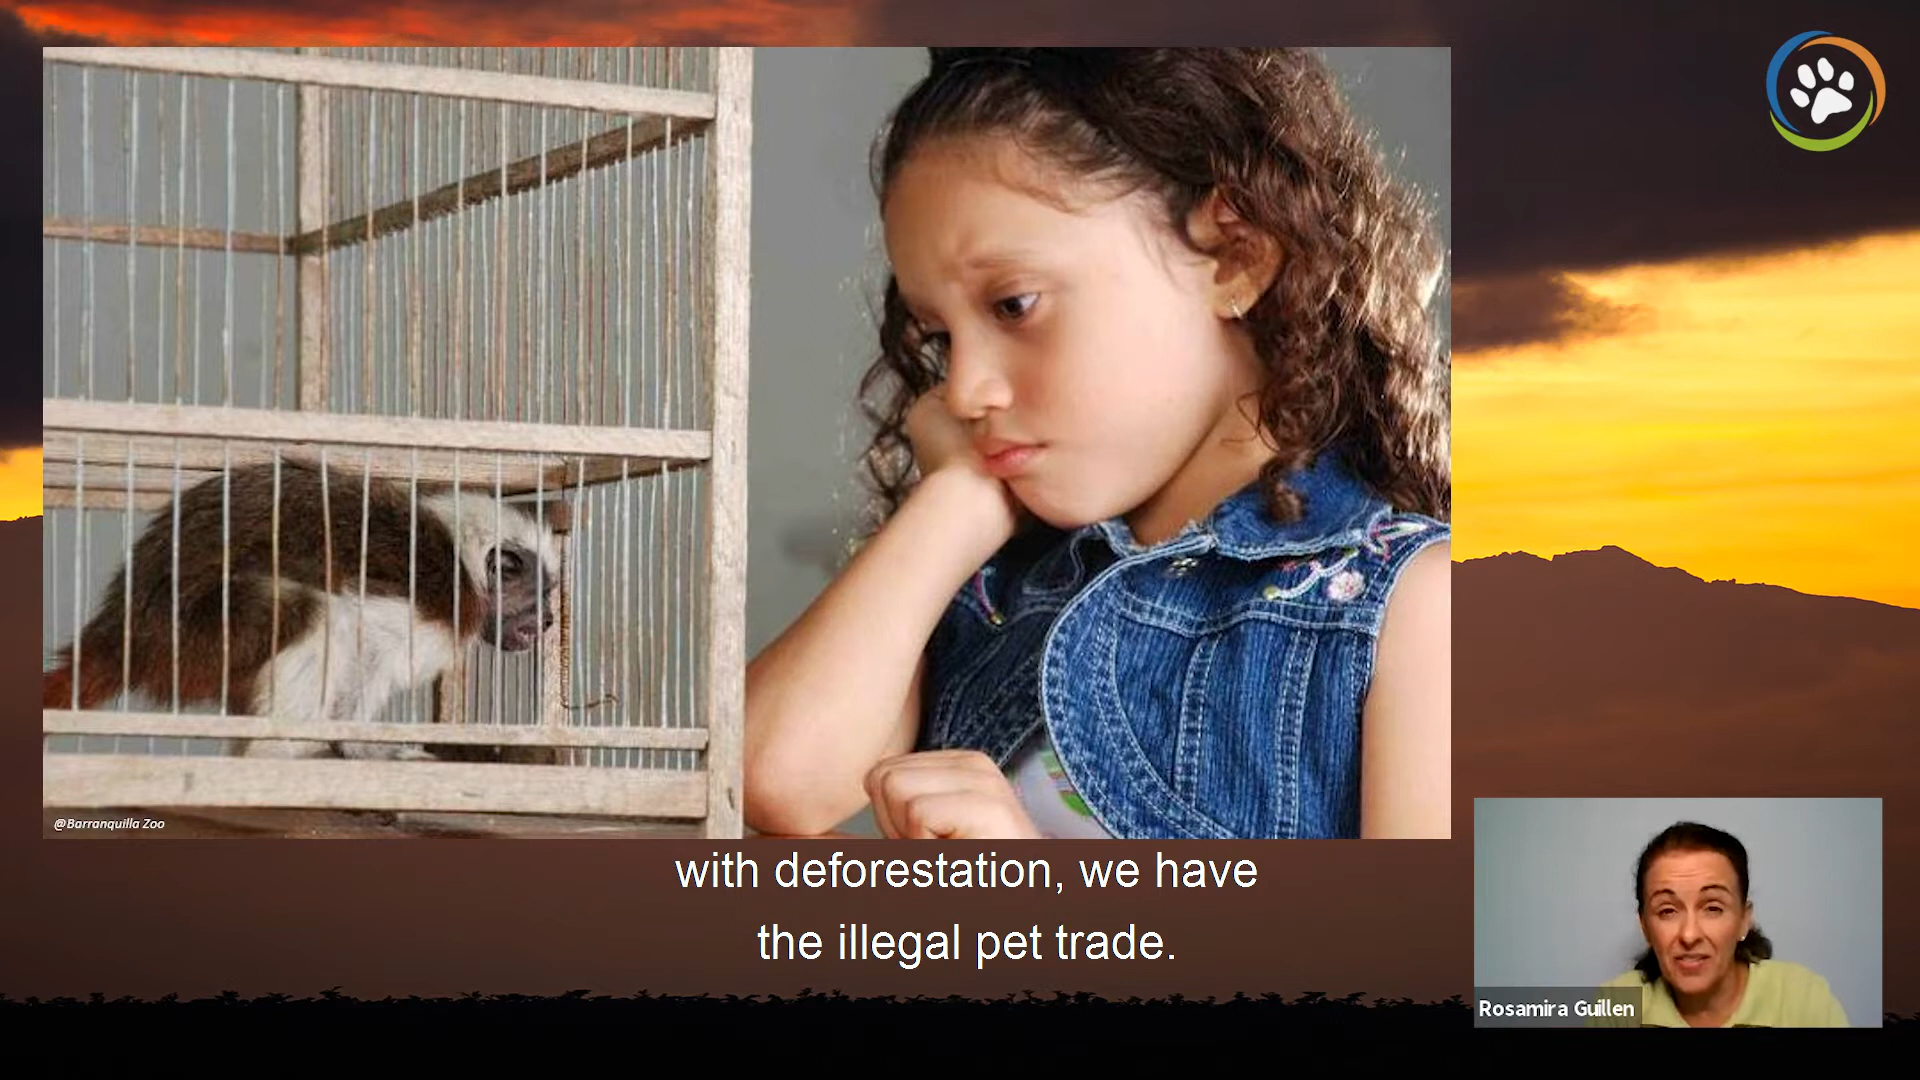 @Barranquilla Zoo
with deforestation, we have
the illegal pet trade.
Rosamira Guillen